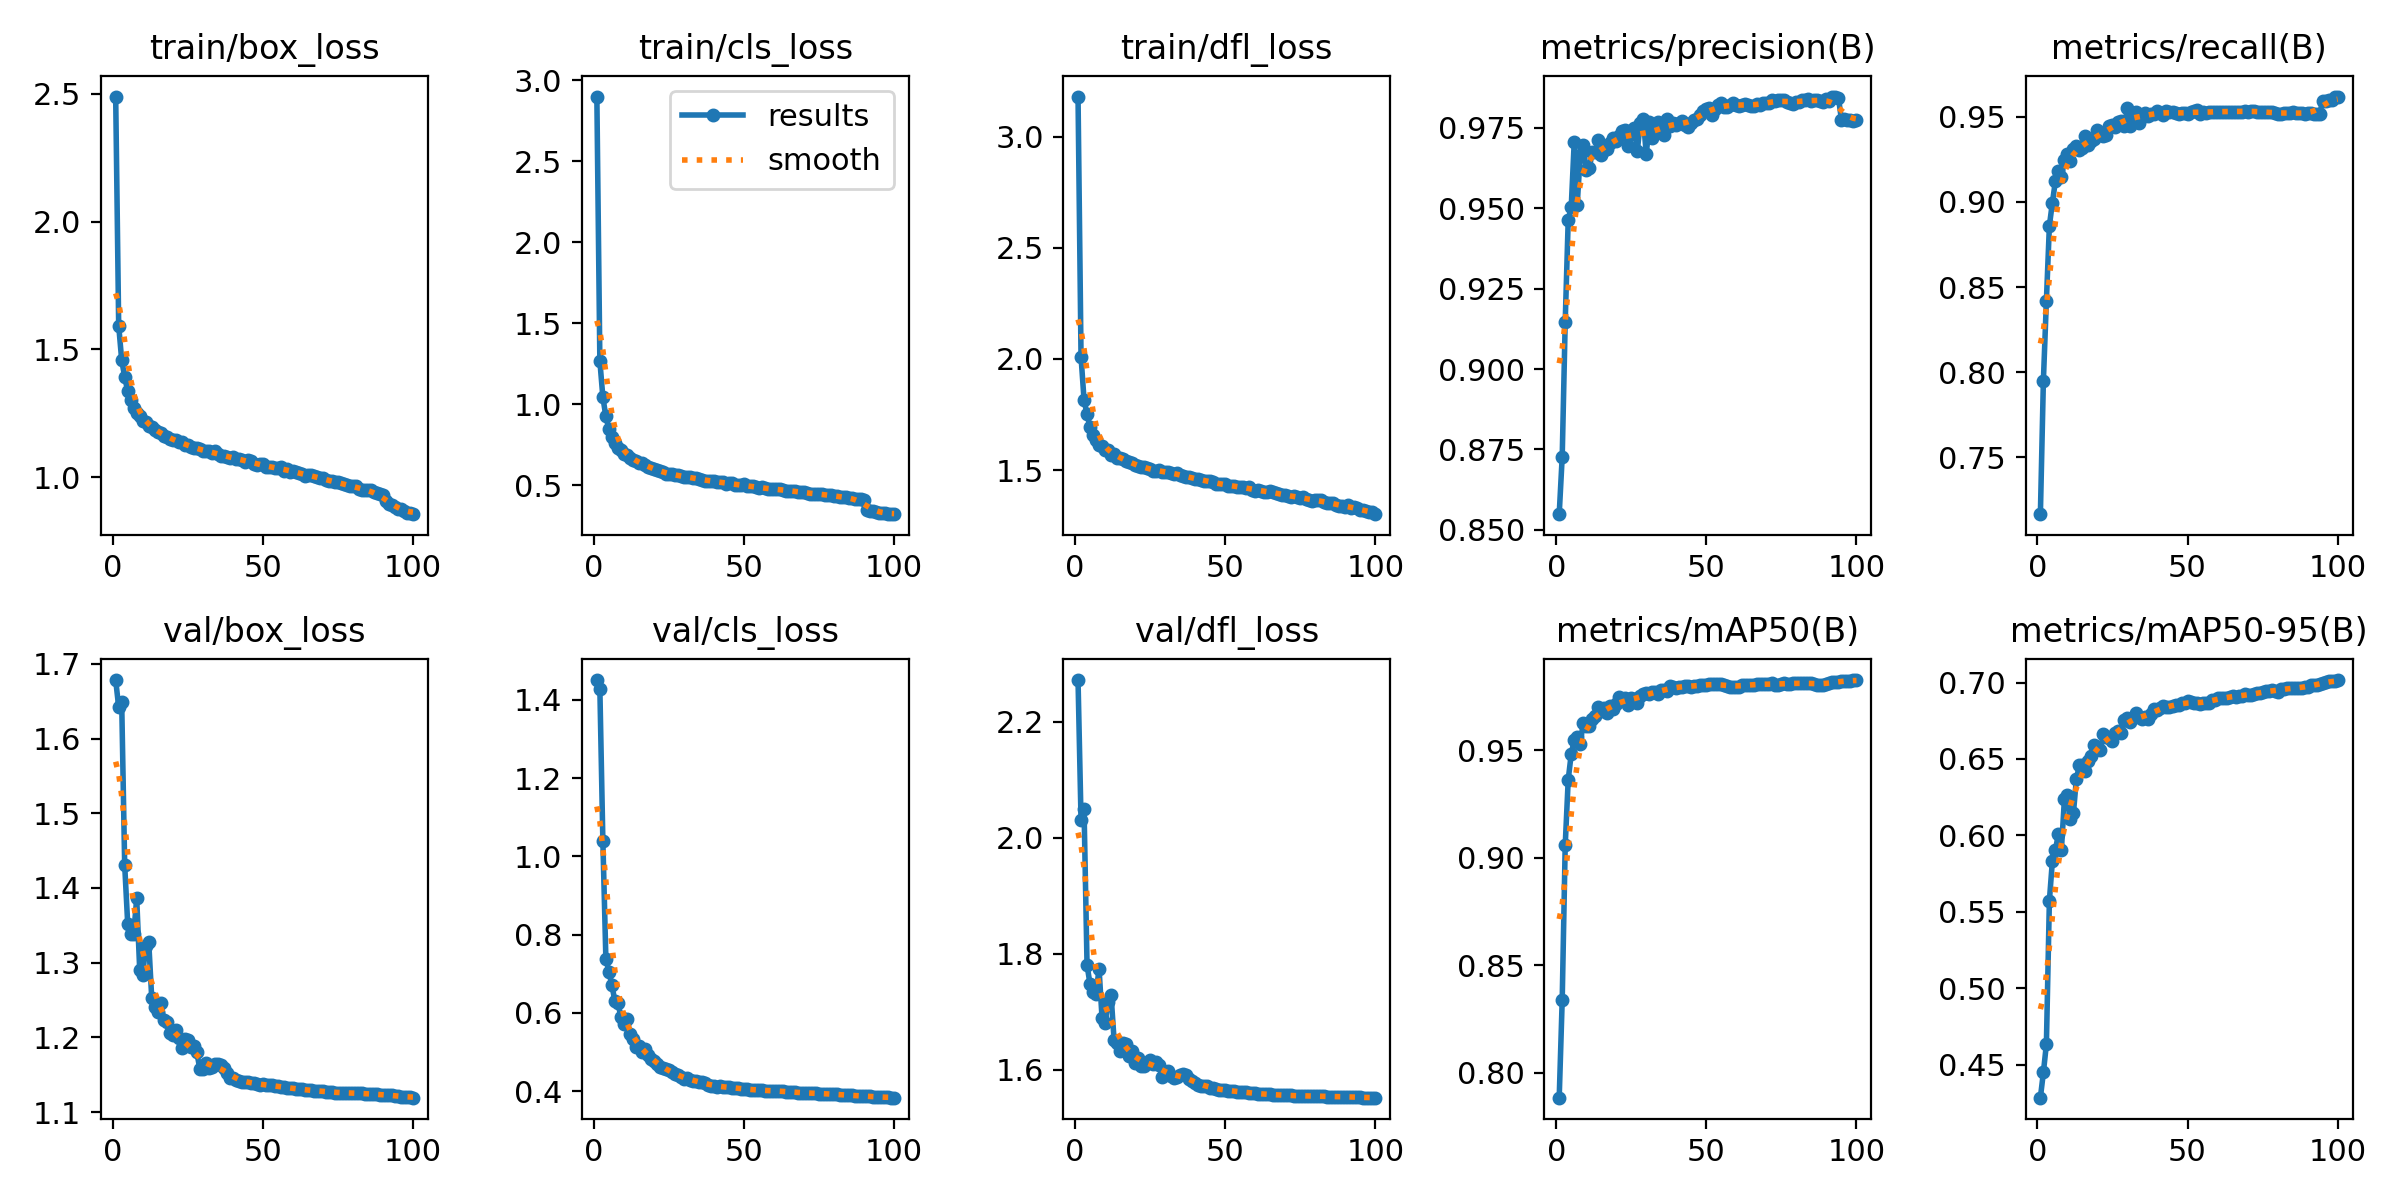 train/box_loss
2.5
2.0
1.5
1.0
0 50 100
train/cls_loss
results
smooth
3.0
2.5
2.0
1.5
1.0
0.5
0 50 100
train/dfl_loss
3.0
2.5
2.0
1.5
0 50 100
metrics/precision(B)
0.975
0.950
0.925
0.900
0.875
0.850
0 50 100
metrics/recall(B)
0.95
0.90
0.85
0.80
0.75
0 50 100
val/box_loss
1.7
1.6
1.5
1.4
1.3
1.2
1.1
0 50 100
val/cls_loss
1.4
1.2
1.0
0.8
0.6
0.4
0 50 100
val/dfl_loss
2.2
2.0
1.8
1.6
0 50 100
metrics/mAP50(B)
0.95
0.90
0.85
0.80
0 50 100
metrics/mAP50-95(B)
0.70
0.65
0.60
0.55
0.50
0.45
0 50 100